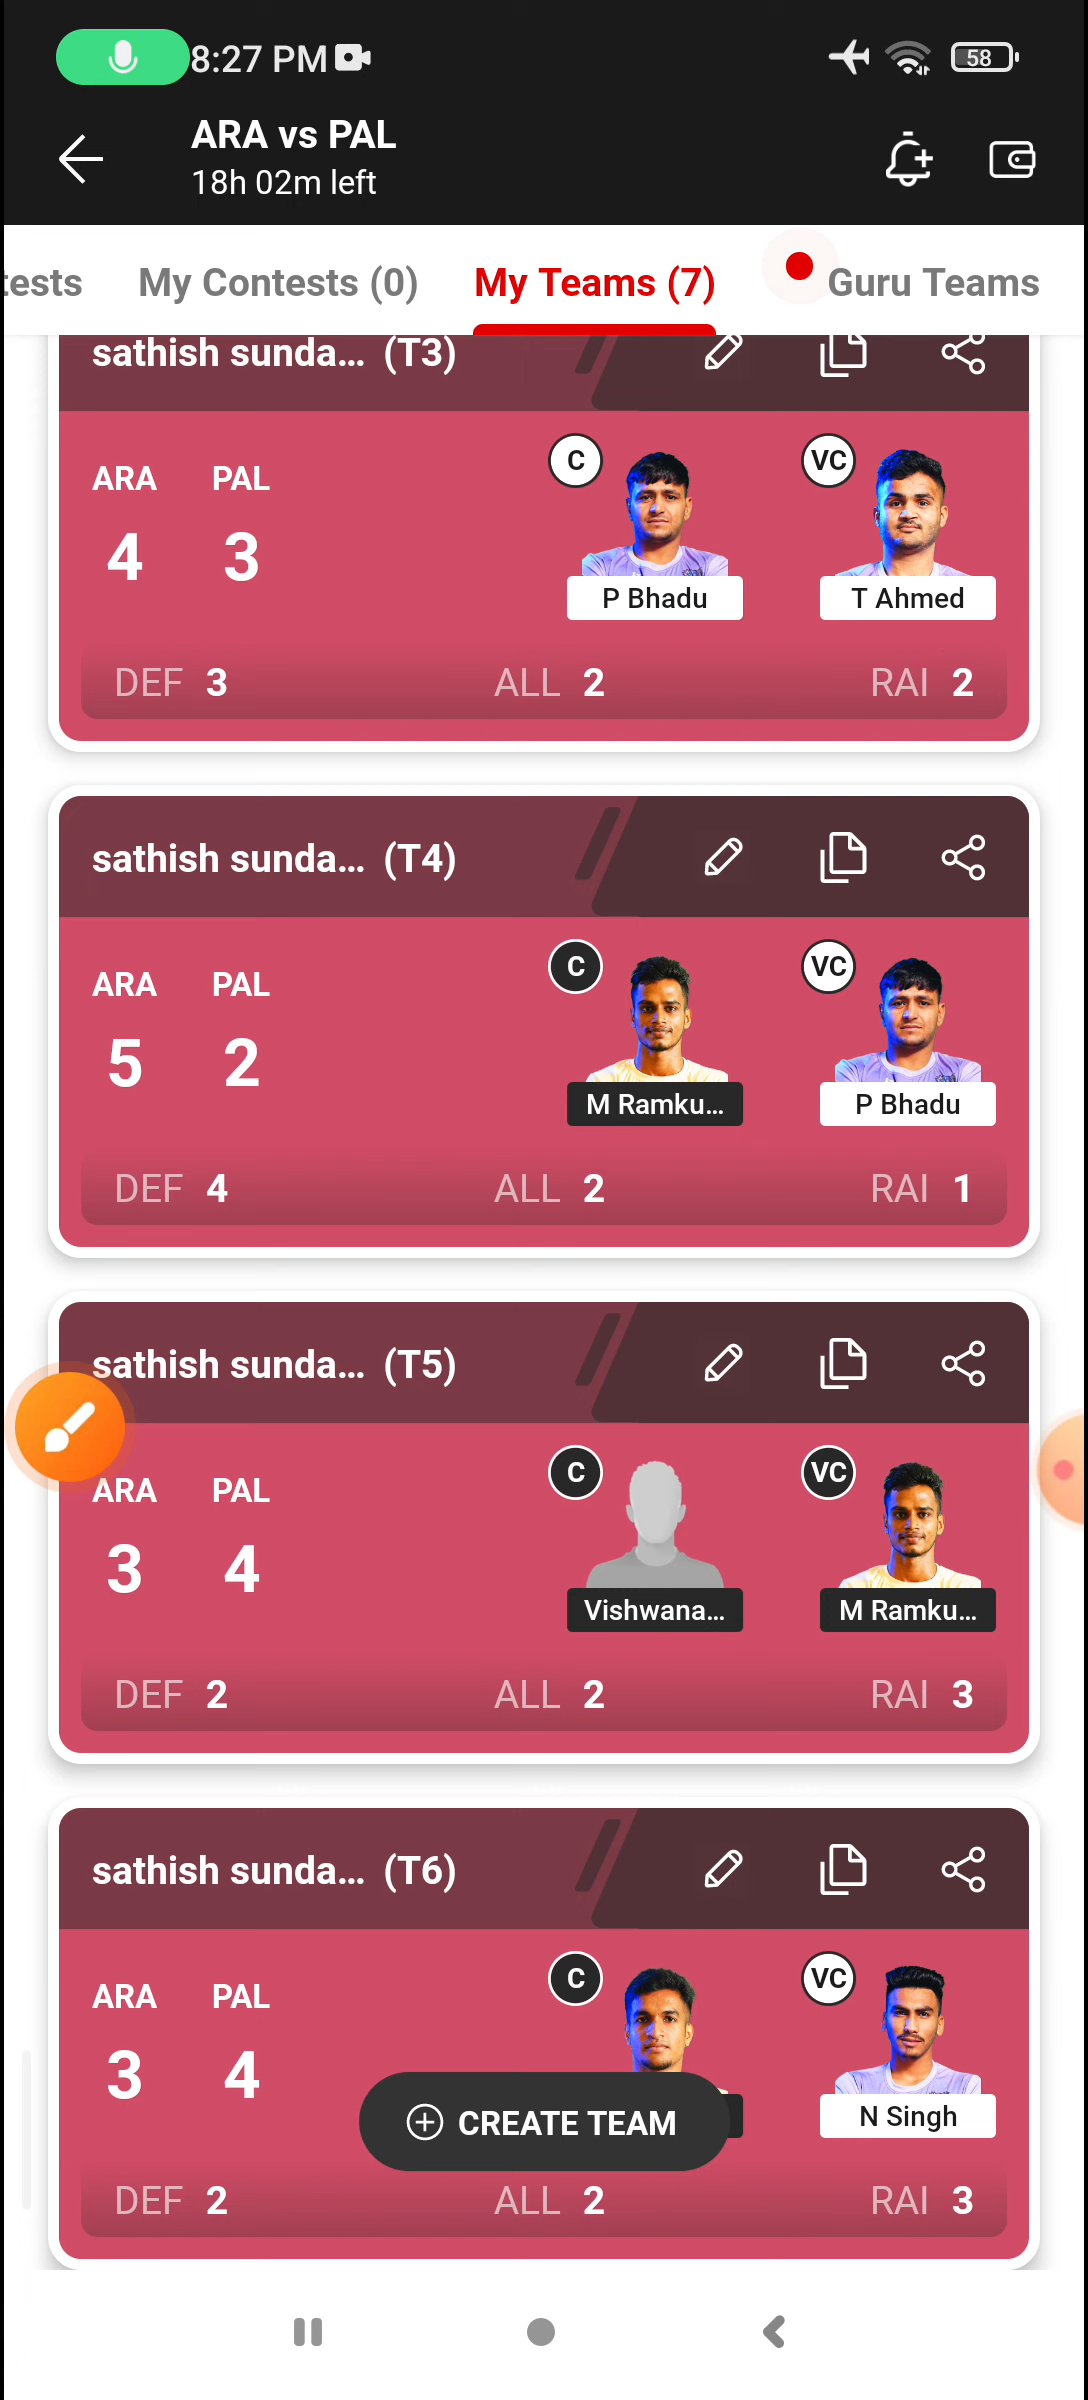 8:27 PM
58
ARA vs PAL
18h 02m left
tests
My Contests (0)
My Teams (7)
Guru Teams
sathish sunda... (T3)
ARA PAL
4 3
C
P Bhadu
VC
T Ahmed
DEF 3
ALL 2
RAI 2
sathish sunda... (T4)
ARA PAL
5 2
C
M Ramku...
VC
P Bhadu
DEF 4
ALL 2
RAI 1
sathish sunda... (T5)
ARA PAL
3 4
C
Vishwana...
VC
M Ramku...
DEF 2
ALL 2
RAI 3
sathish sunda... (T6)
ARA PAL
3 4
C
VC
N Singh
CREATE TEAM
DEF 2
ALL 2
RAI 3